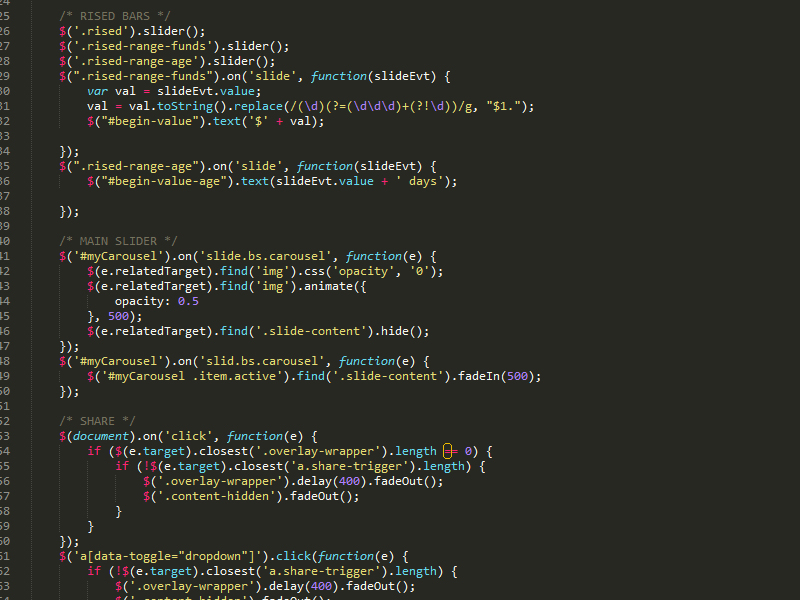 24
25 /* RISED BARS */
26 $('.rised').slider();
27 $('.rised-range-funds').slider();
28 $('.rised-range-age').slider();
29 $(".rised-range-funds").on('slide', function(slideEvt) {
30 var val = slideEvt.value;
31 val = val.toString().replace(/(\d)(?=(\d\d\d)+(?!\d))/g, "$1.");
32 $("#begin-value").text('$' + val);
33
34 });
35 $(".rised-range-age").on('slide', function(slideEvt) {
36 $("#begin-value-age").text(slideEvt.value + ' days');
37
38 });
39
40 /* MAIN SLIDER */
41 $('#myCarousel').on('slide.bs.carousel', function(e) {
42 $(e.relatedTarget).find('img').css('opacity', '0');
43 $(e.relatedTarget).find('img').animate({
44 opacity: 0.5
45 }, 500);
46 $(e.relatedTarget).find('.slide-content').hide();
47 });
48 $('#myCarousel').on('slid.bs.carousel', function(e) {
49 $('#myCarousel .item.active').find('.slide-content').fadeIn(500);
50 });
51
52 /* SHARE */
53 $(document).on('click', function(e) {
54 if ($(e.target).closest('.overlay-wrapper').length == 0) {
55 if (!$(e.target).closest('a.share-trigger').length) {
56 $('.overlay-wrapper').delay(400).fadeOut();
57 $('.content-hidden').fadeOut();
58 }
59 }
60 });
61 $('a[data-toggle="dropdown"]').click(function(e) {
62 if (!$(e.target).closest('a.share-trigger').length) {
63 $('.overlay-wrapper').delay(400).fadeOut();
64 $('.content-hidden').fadeOut();